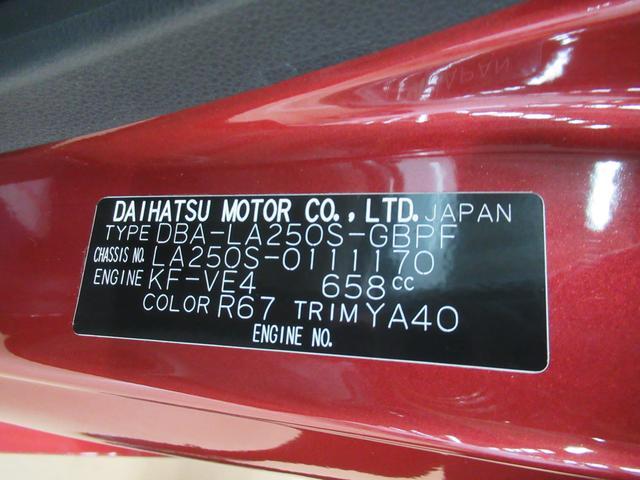 DAIHATSU MOTOR CO., LTD. JAPAN
TYPE DBA-LA250S-GBPF
CHASSIS NO. LA250S-0111170
ENGINE KF-VE4 658cc
COLOR R67 TRIM YA40
ENGINE NO.